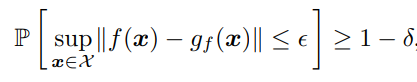 ℙ [ sup_{𝒙∈𝒳} ‖f(𝒙) − g_f(𝒙)‖ ≤ ϵ ] ≥ 1 − δ,